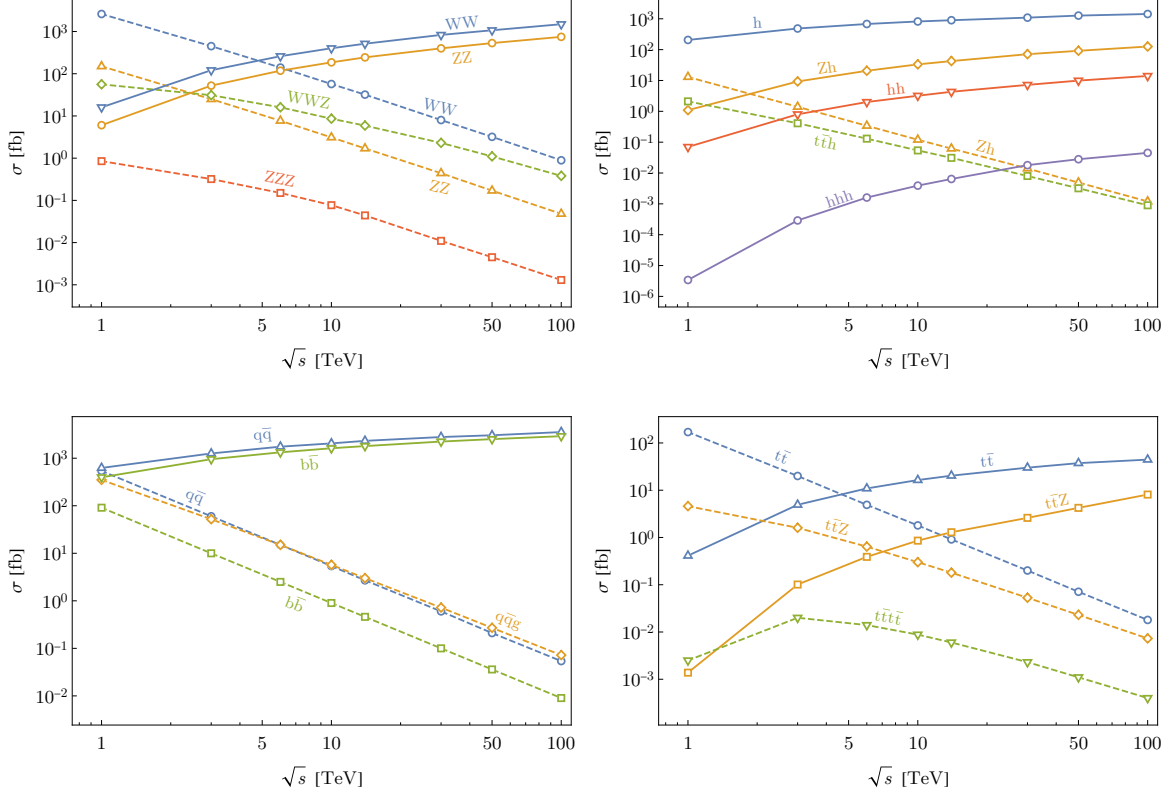 10³
10²
10¹
10⁰
10⁻¹
10⁻²
10⁻³
σ [fb]
WW
ZZ
WWZ
WW
ZZZ
ZZ
1
5
10
50
100
√s [TeV]
10³
10²
10¹
10⁰
10⁻¹
10⁻²
10⁻³
10⁻⁴
10⁻⁵
10⁻⁶
σ [fb]
h
Zh
hh
tt̅h
Zh
hhh
1
5
10
50
100
√s [TeV]
10³
10²
10¹
10⁰
10⁻¹
10⁻²
σ [fb]
qq̅
bb̅
qq̅
bb̅
qq̅g
1
5
10
50
100
√s [TeV]
10²
10¹
10⁰
10⁻¹
10⁻²
10⁻³
σ [fb]
tt̅
tt̅
tt̅Z
tt̅Z
tt̅tt̅
1
5
10
50
100
√s [TeV]